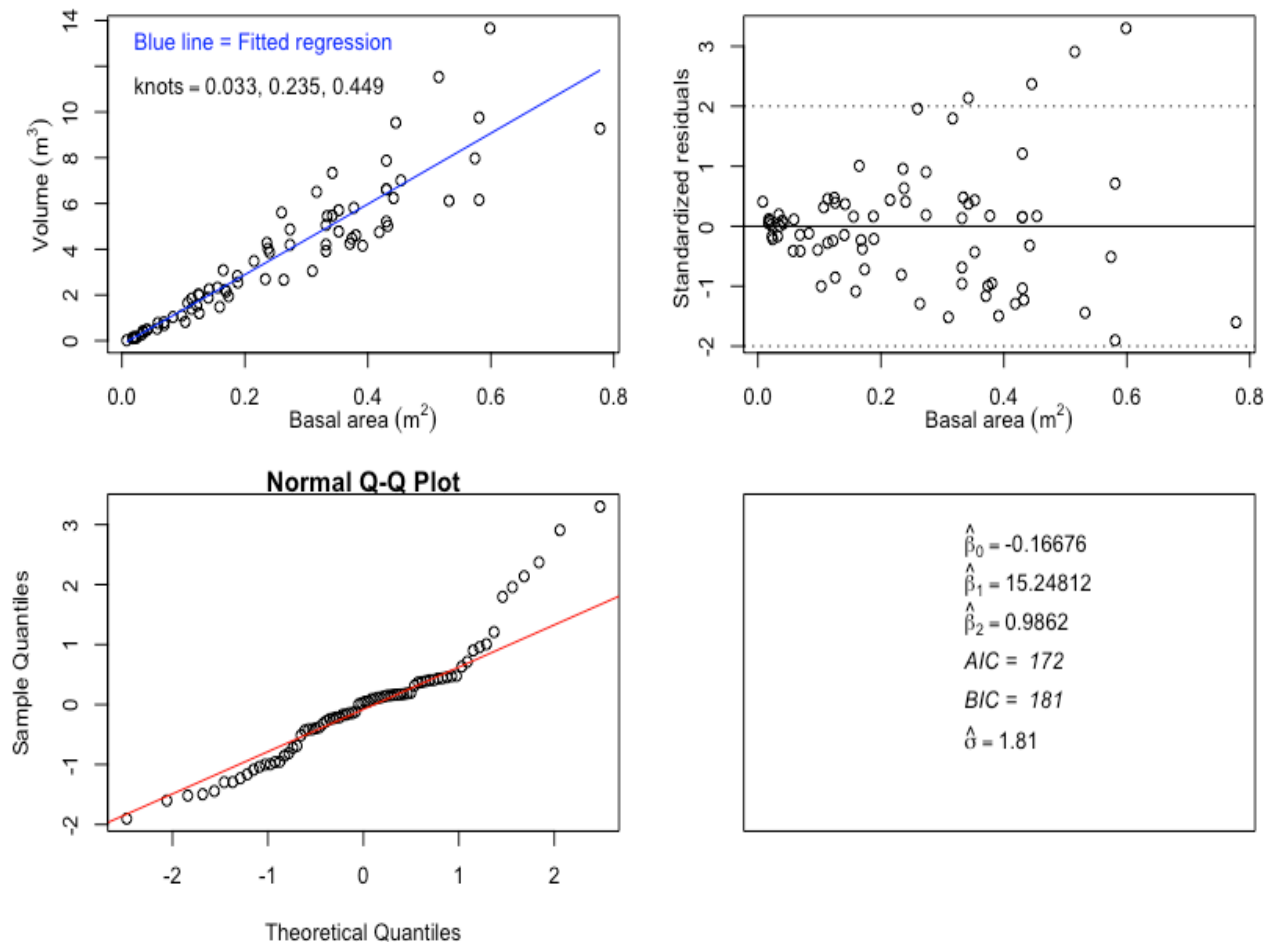 Blue line = Fitted regression
knots = 0.033, 0.235, 0.449
Volume (m³)
0 2 4 6 8 10 14
0.0 0.2 0.4 0.6 0.8
Basal area (m²)
Standardized residuals
-2 -1 0 1 2 3
0.0 0.2 0.4 0.6 0.8
Basal area (m²)
Normal Q-Q Plot
Sample Quantiles
-2 -1 0 1 2 3
-2 -1 0 1 2
Theoretical Quantiles
β̂₀ = -0.16676
β̂₁ = 15.24812
β̂₂ = 0.9862
AIC = 172
BIC = 181
σ̂ = 1.81